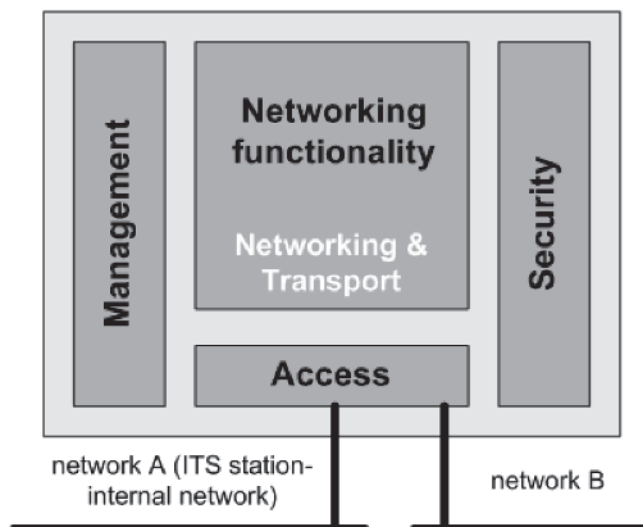 Management
Networking
functionality
Networking &
Transport
Security
Access
network A (ITS station-
internal network)
network B